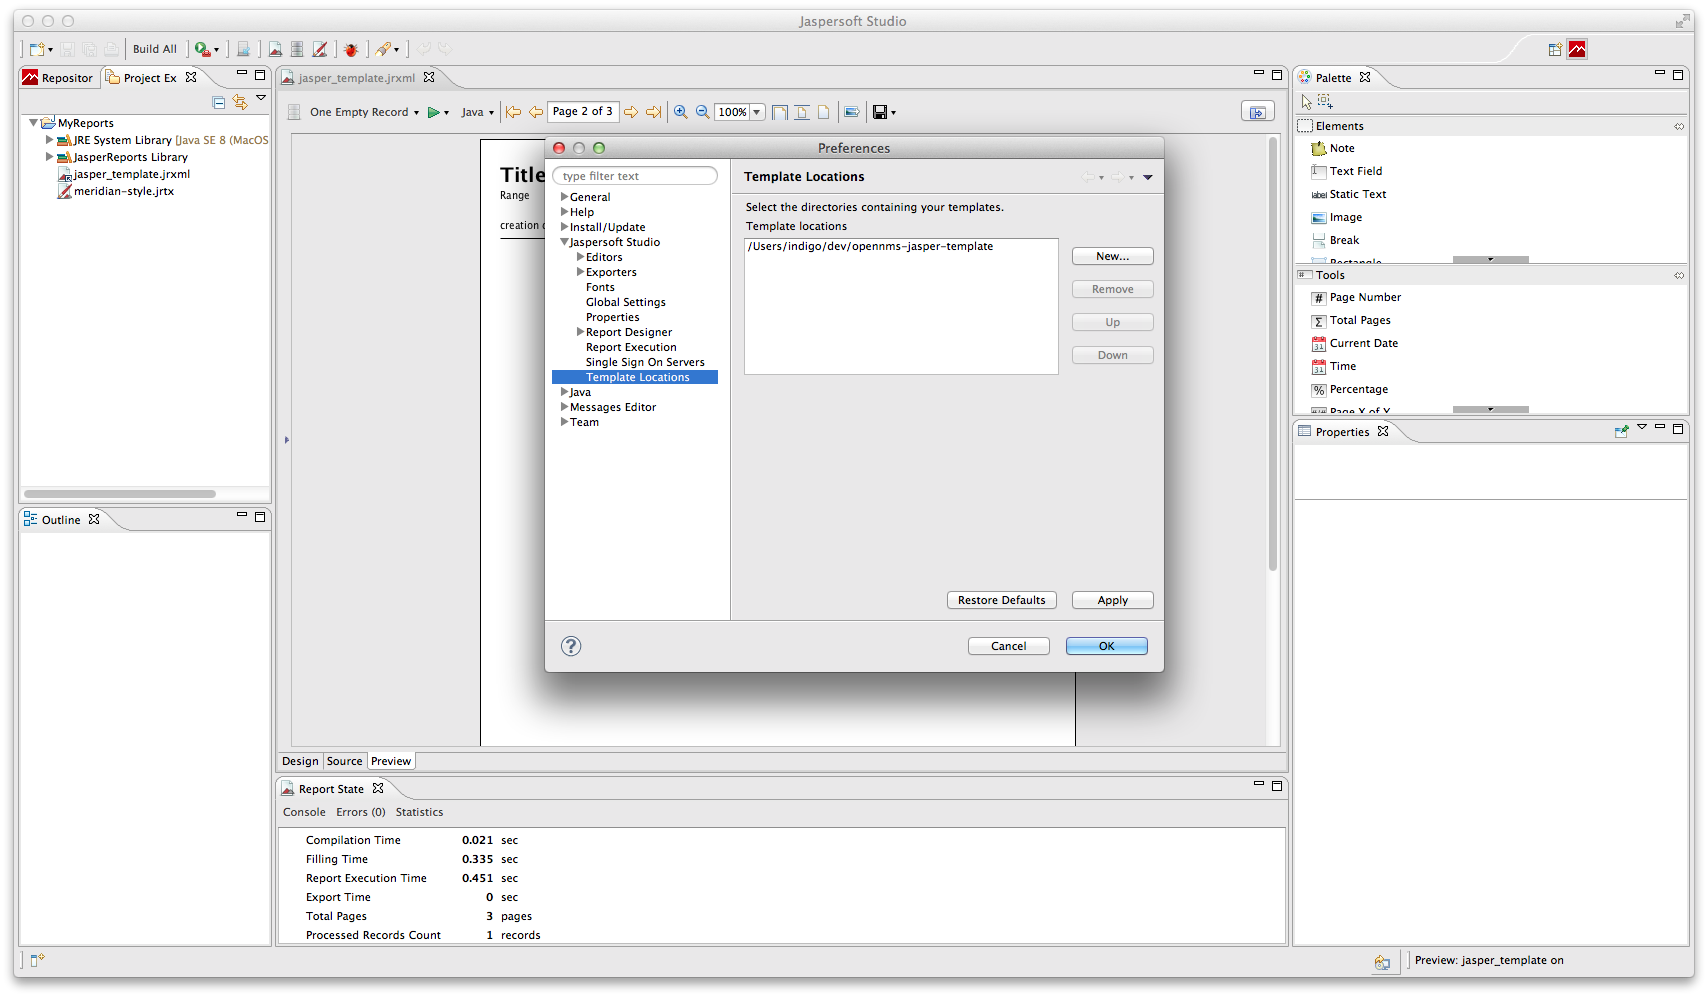 Jaspersoft Studio
Build All
Repositor
Project Ex
MyReports
JRE System Library [Java SE 8 (MacOS
JasperReports Library
jasper_template.jrxml
meridian-style.jrtx
Outline
jasper_template.jrxml
One Empty Record
Java
Page 2 of 3
100%
Title
Range
creation d
Preferences
type filter text
General
Help
Install/Update
Jaspersoft Studio
Editors
Exporters
Fonts
Global Settings
Properties
Report Designer
Report Execution
Single Sign On Servers
Template Locations
Java
Messages Editor
Team
Template Locations
Select the directories containing your templates.
Template locations
/Users/indigo/dev/opennms-jasper-template
New...
Remove
Up
Down
Restore Defaults
Apply
?
Cancel
OK
Design
Source
Preview
Report State
Console
Errors (0)
Statistics
Compilation Time 0.021 sec
Filling Time 0.335 sec
Report Execution Time 0.451 sec
Export Time 0 sec
Total Pages 3 pages
Processed Records Count 1 records
Palette
Elements
Note
Text Field
label Static Text
Image
Break
Rectangle
Tools
# Page Number
Σ Total Pages
31 Current Date
31 Time
% Percentage
#/# Page X of Y
Properties
Preview: jasper_template on